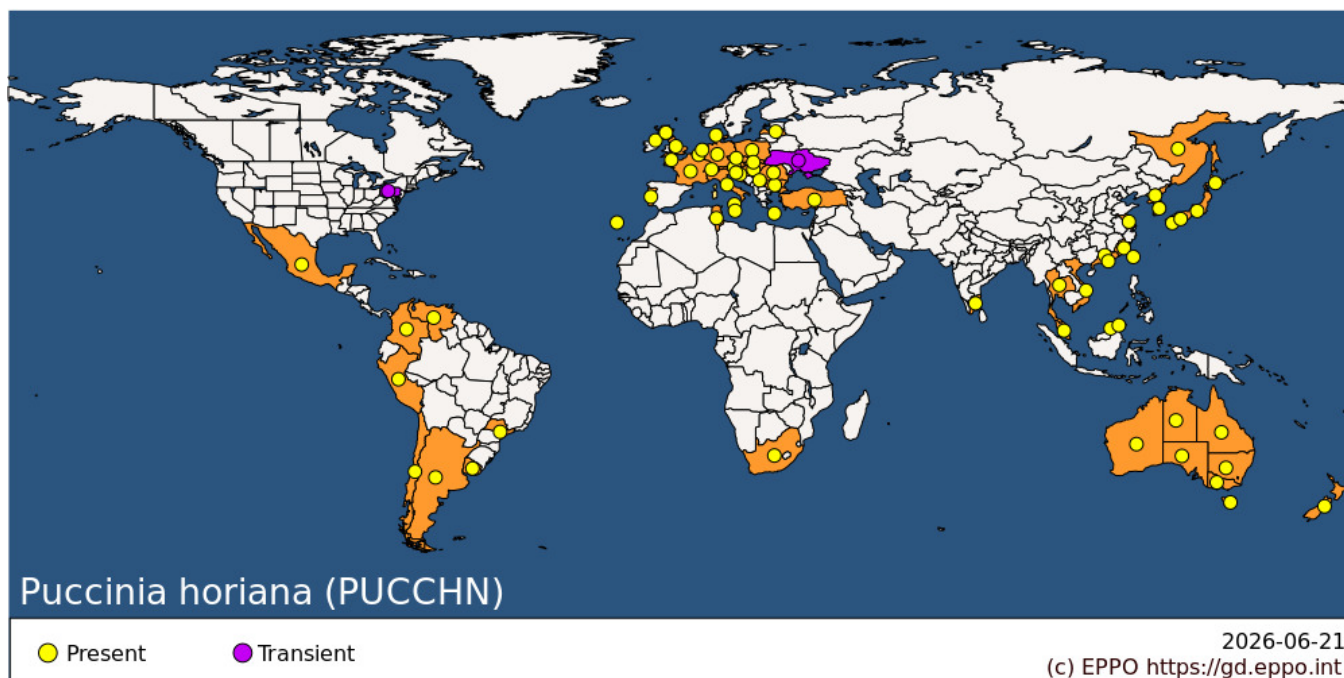 Puccinia horiana (PUCCHN)
Present
Transient
2026-06-21
(c) EPPO https://gd.eppo.int